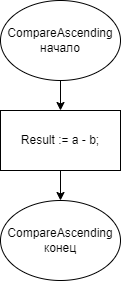 CompareAscending
начало
Result := a - b;
CompareAscending
конец